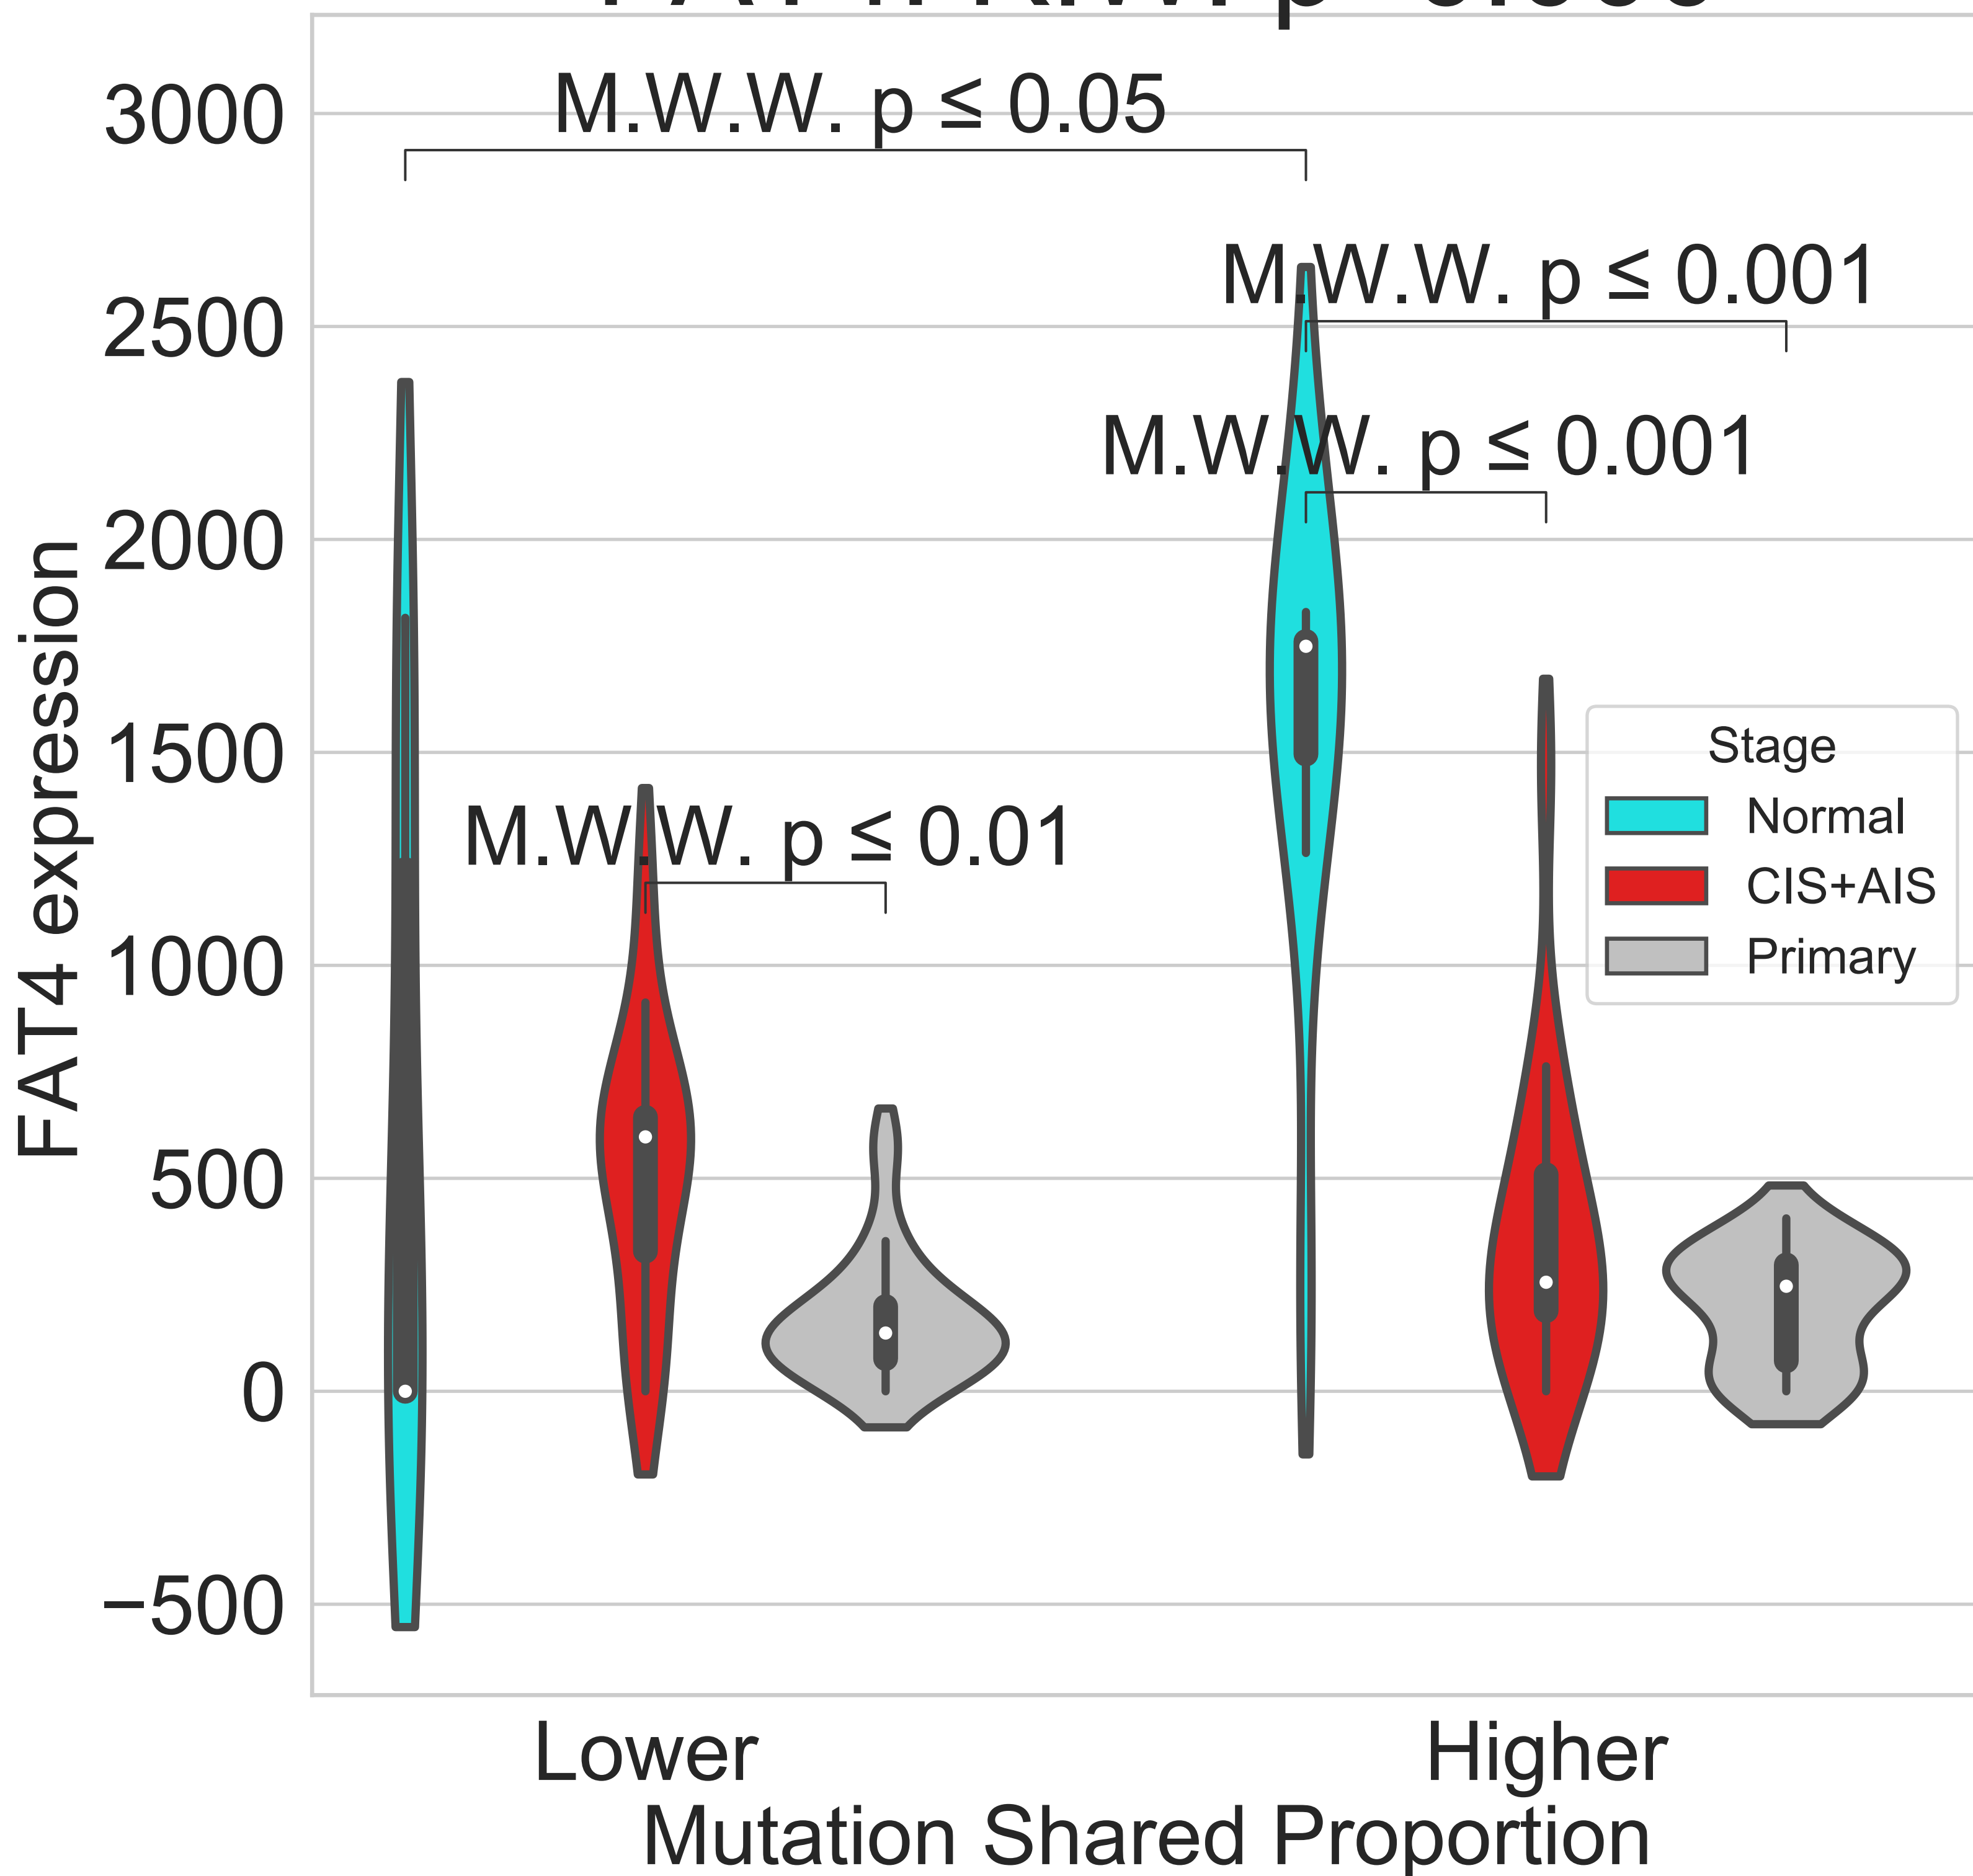 M.W.W. p ≤ 0.05
M.W.W. p ≤ 0.001
M.W.W. p ≤ 0.001
M.W.W. p ≤ 0.01
3000
2500
2000
1500
1000
500
0
−500
FAT4 expression
Stage
Normal
CIS+AIS
Primary
Lower
Higher
Mutation Shared Proportion